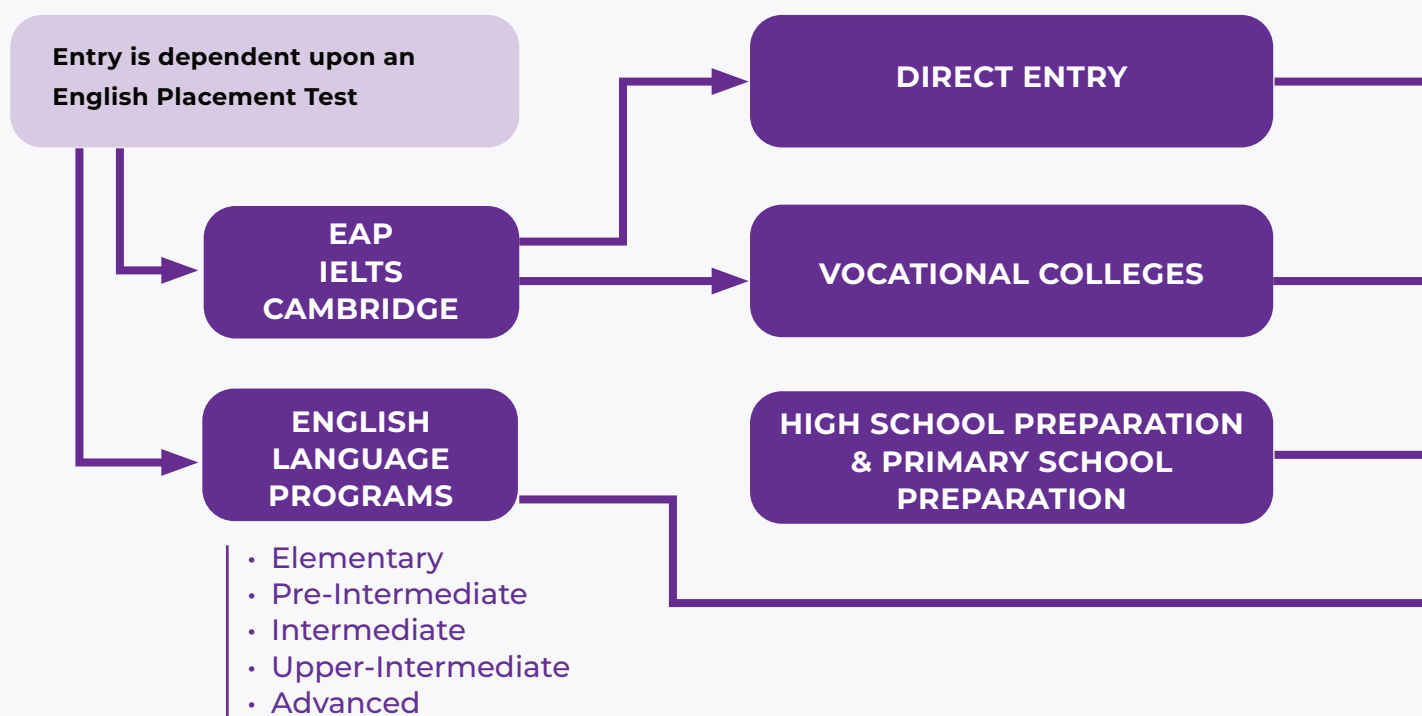 Entry is dependent upon an
English Placement Test
DIRECT ENTRY
EAP
IELTS
CAMBRIDGE
VOCATIONAL COLLEGES
ENGLISH
LANGUAGE
PROGRAMS
HIGH SCHOOL PREPARATION
& PRIMARY SCHOOL
PREPARATION
• Elementary
• Pre-Intermediate
• Intermediate
• Upper-Intermediate
• Advanced